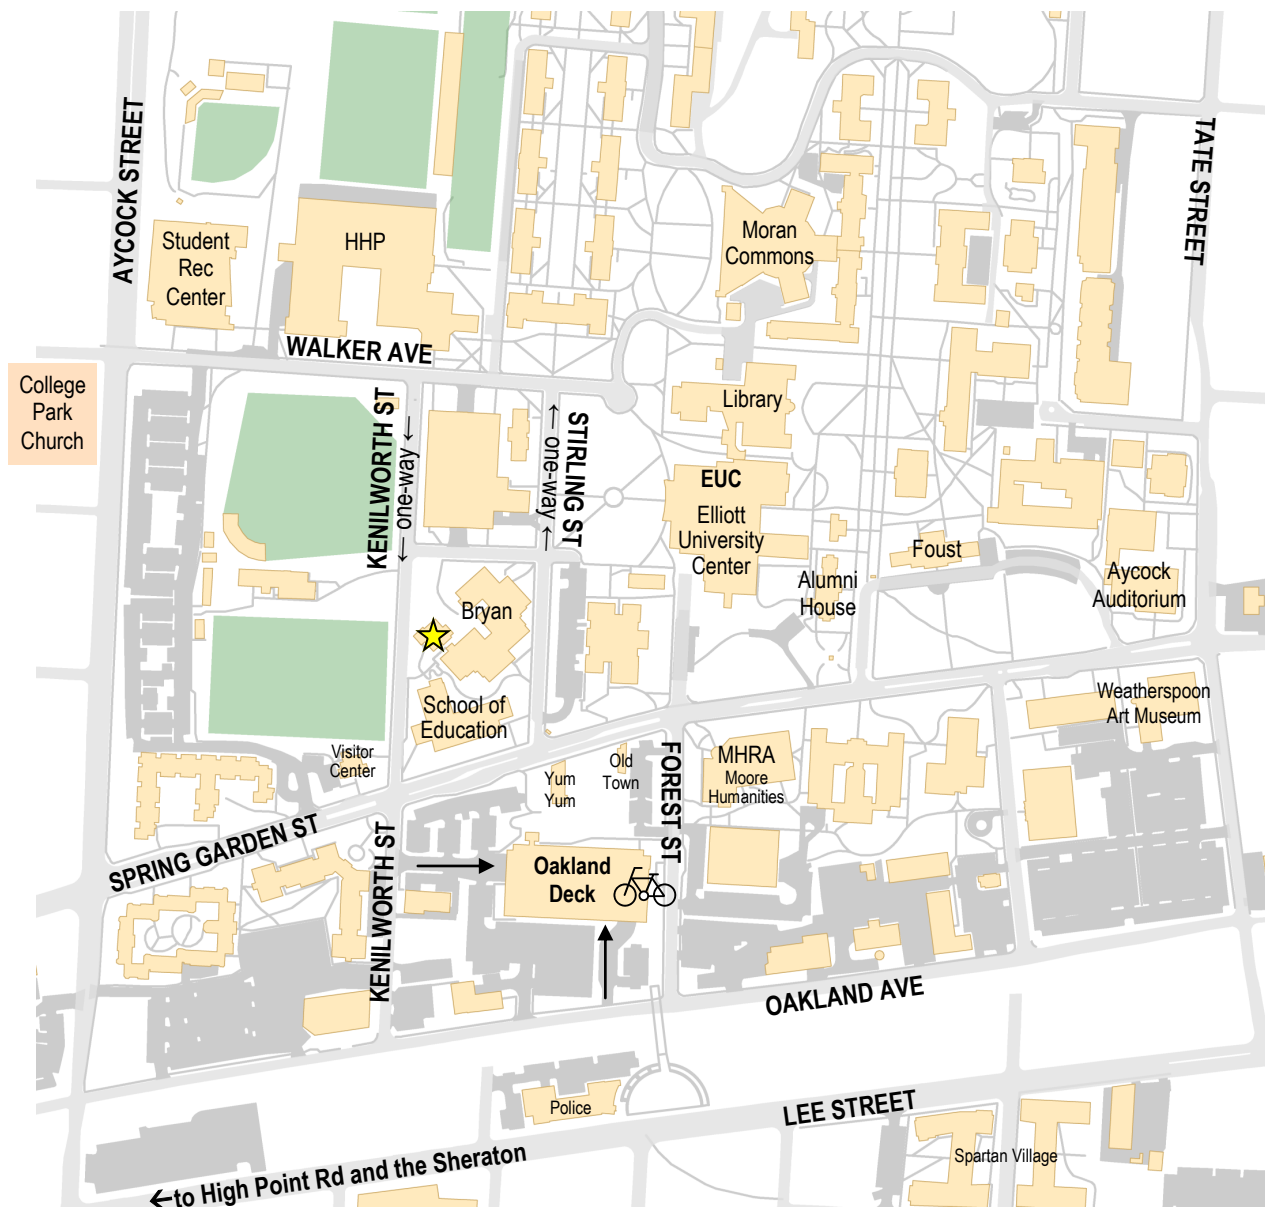 AYCOCK STREET
TATE STREET
Student
Rec
Center
HHP
Moran
Commons
WALKER AVE
College
Park
Church
KENILWORTH ST
← one-way ←
STIRLING ST
← one-way ←
Library
EUC
Elliott
University
Center
Foust
Alumni
House
Aycock
Auditorium
Bryan
School of
Education
Weatherspoon
Art Museum
Visitor
Center
Yum
Yum
Old
Town
FOREST ST
MHRA
Moore
Humanities
SPRING GARDEN ST
KENILWORTH ST
Oakland
Deck
OAKLAND AVE
Police
LEE STREET
Spartan Village
←to High Point Rd and the Sheraton